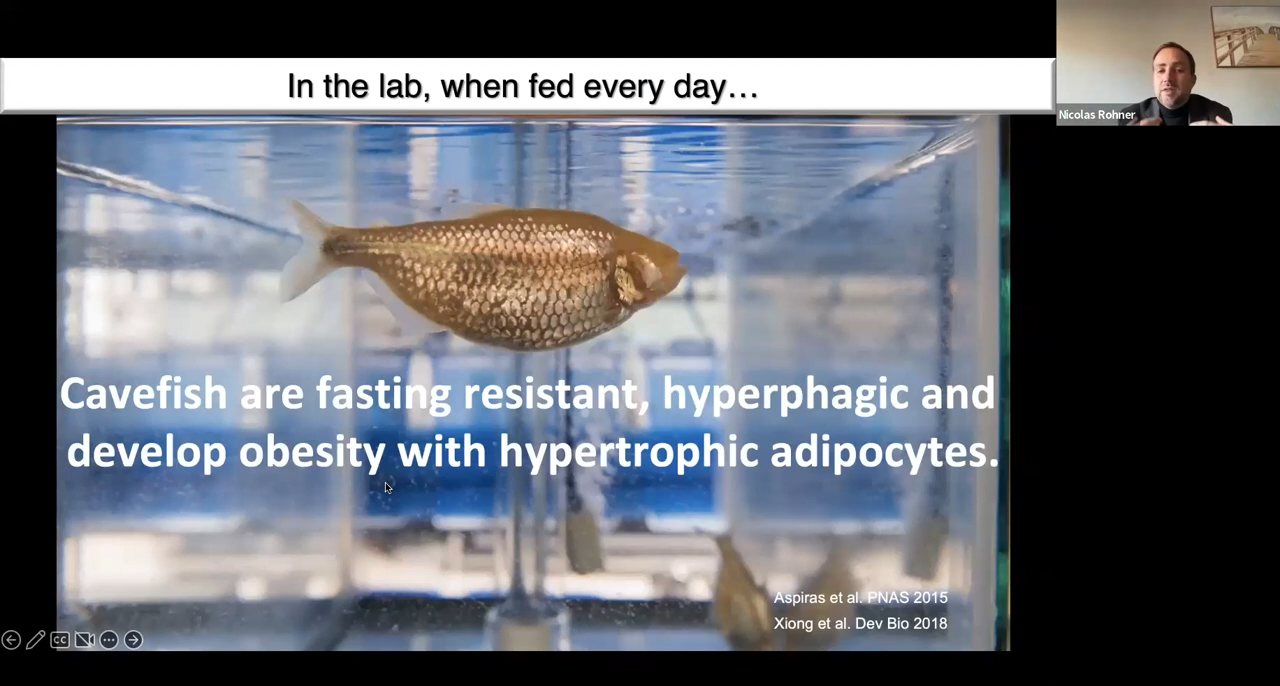 In the lab, when fed every day…
Nicolas Rohner
Cavefish are fasting resistant, hyperphagic and
develop obesity with hypertrophic adipocytes.
Aspiras et al. PNAS 2015
Xiong et al. Dev Bio 2018
CC